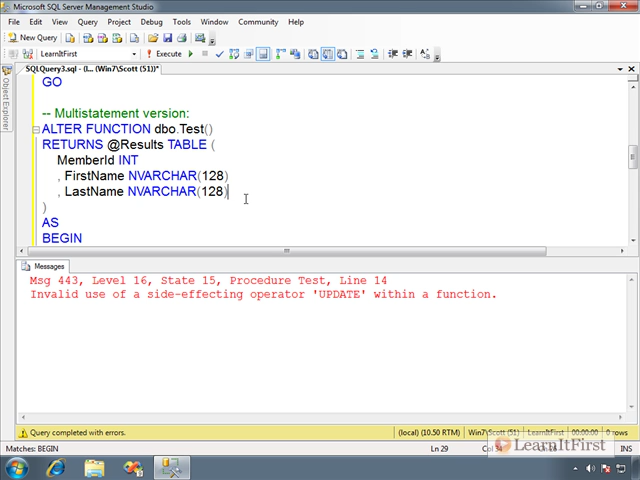 Microsoft SQL Server Management Studio
File Edit View Query Project Debug Tools Window Community Help
New Query
LearnItFirst Execute
SQLQuery3.sql - (l... (Win7\Scott (51))*
Object Explorer
GO
-- Multistatement version:
ALTER FUNCTION dbo.Test()
RETURNS @Results TABLE (
MemberId INT
, FirstName NVARCHAR(128)
, LastName NVARCHAR(128)
)
AS
BEGIN
Messages
Msg 443, Level 16, State 15, Procedure Test, Line 14
Invalid use of a side-effecting operator 'UPDATE' within a function.
Query completed with errors. (local) (10.50 RTM) Win7\Scott (51) LearnItFirst 00:00:00 0 rows
Matches: BEGIN Ln 29 Col 34 INS
LearnItFirst